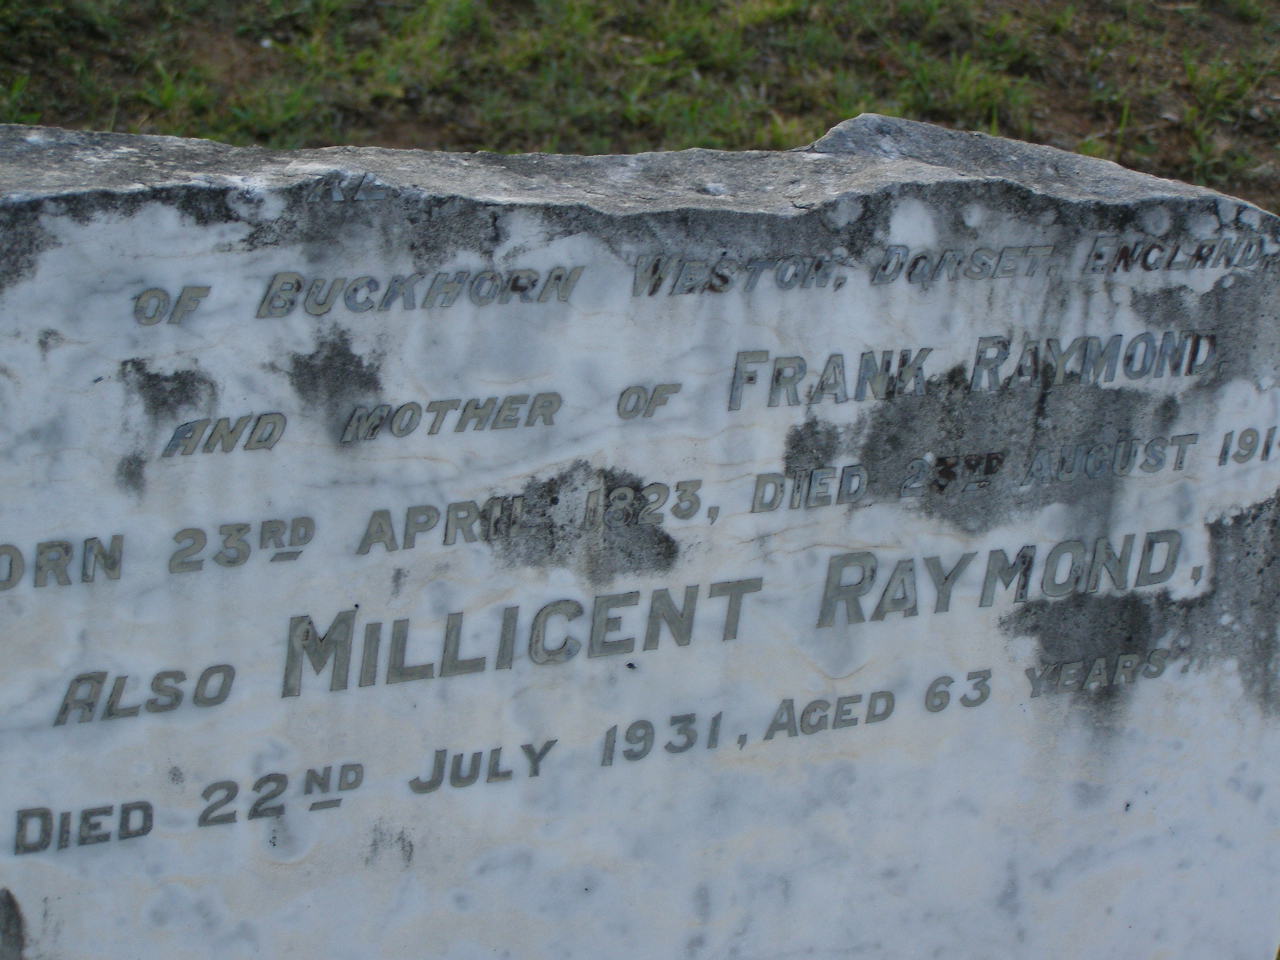 OF BUCKHORN WESTON, DORSET, ENGLAND,
AND MOTHER OF FRANK RAYMOND,
ORN 23RD APRIL 1823, DIED 23RD AUGUST 191
ALSO MILLICENT RAYMOND,
DIED 22ND JULY 1931, AGED 63 YEARS.